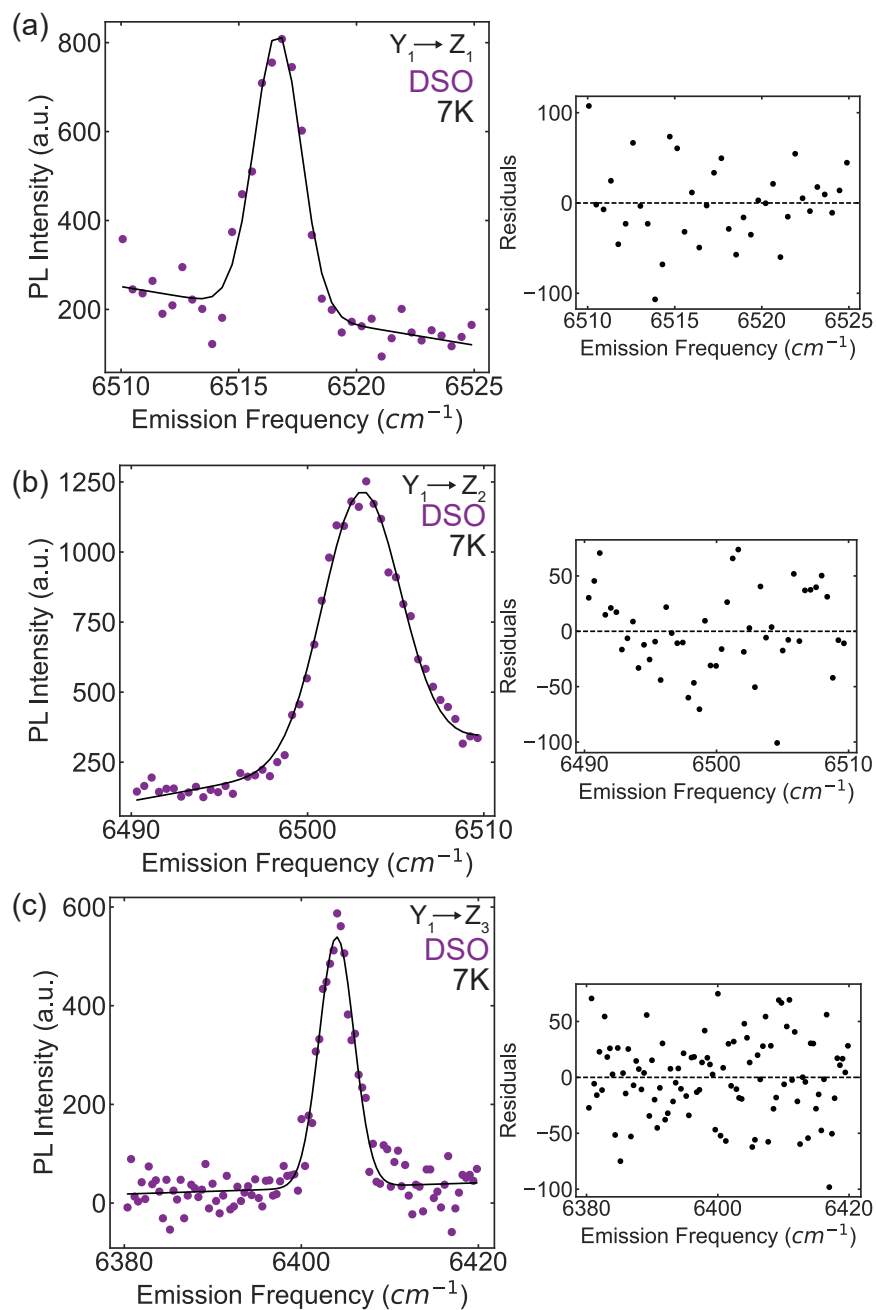 (a)
Y₁→Z₁
DSO
7K
800
600
400
200
PL Intensity (a.u.)
6510 6515 6520 6525
Emission Frequency (cm⁻¹)
100
0
−100
Residuals
6510 6515 6520 6525
Emission Frequency (cm⁻¹)
(b)
Y₁→Z₂
DSO
7K
1250
1000
750
500
250
PL Intensity (a.u.)
6490 6500 6510
Emission Frequency (cm⁻¹)
50
0
−50
−100
Residuals
6490 6500 6510
Emission Frequency (cm⁻¹)
(c)
Y₁→Z₃
DSO
7K
600
400
200
0
PL Intensity (a.u.)
6380 6400 6420
Emission Frequency (cm⁻¹)
50
0
−50
−100
Residuals
6380 6400 6420
Emission Frequency (cm⁻¹)